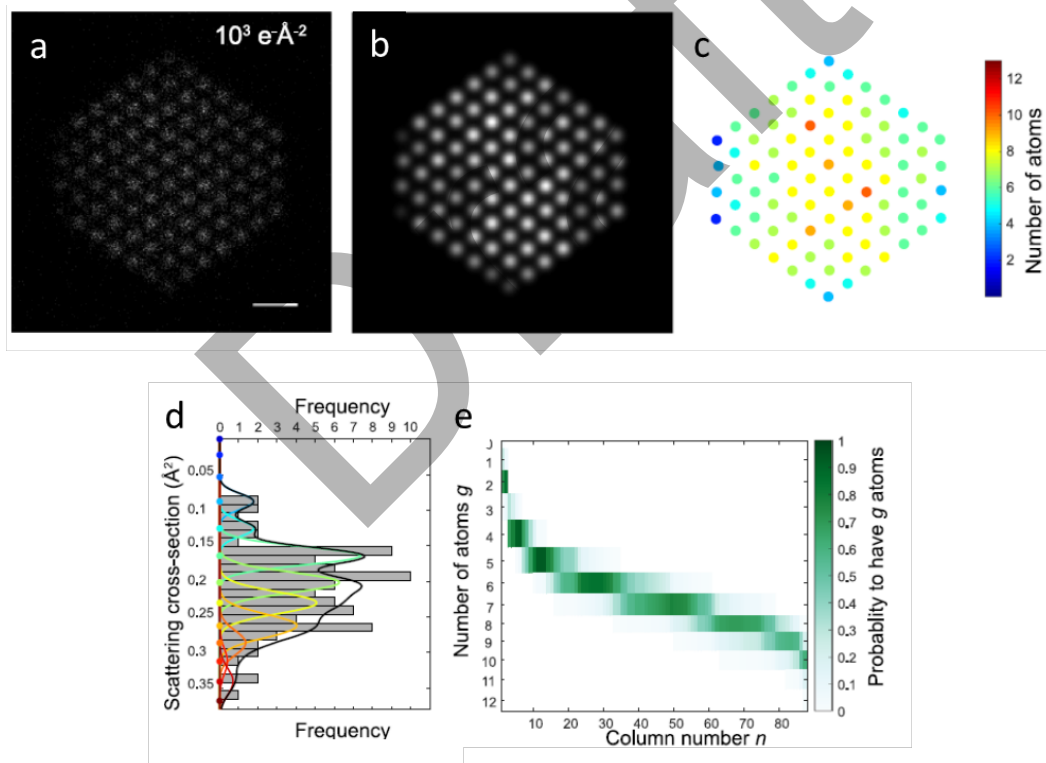 a
10³ e⁻Å⁻²
b
c
12
10
8
6
4
2
Number of atoms
d
Frequency
0 1 2 3 4 5 6 7 8 9 10
Scattering cross-section (Å²)
0.05
0.1
0.15
0.2
0.25
0.3
0.35
Frequency
e
Number of atoms g
1
2
3
4
5
6
7
8
9
10
11
12
10 20 30 40 50 60 70 80
Column number n
1
0.9
0.8
0.7
0.6
0.5
0.4
0.3
0.2
0.1
0
Probablity to have g atoms